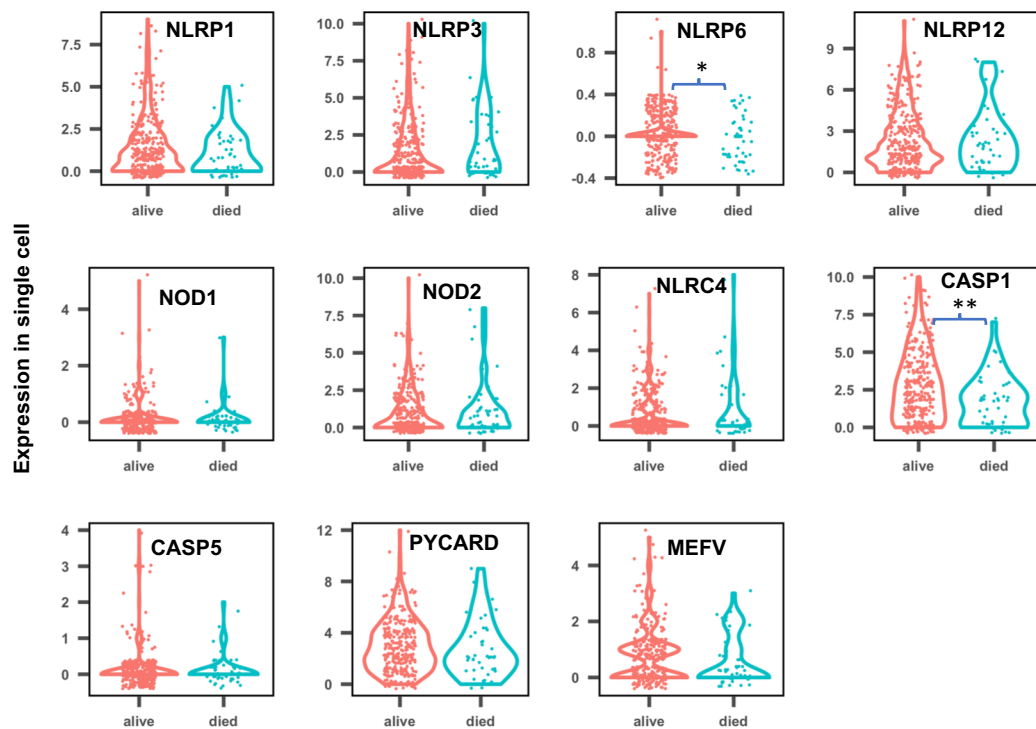 Expression in single cell
NLRP1
7.5
5.0
2.5
0.0
alive died
NLRP3
10.0
7.5
5.0
2.5
0.0
alive died
NLRP6
*
0.8
0.4
0.0
-0.4
alive died
NLRP12
9
6
3
0
alive died
NOD1
4
2
0
alive died
NOD2
10.0
7.5
5.0
2.5
0.0
alive died
NLRC4
8
6
4
2
0
alive died
CASP1
**
10.0
7.5
5.0
2.5
0.0
alive died
CASP5
4
3
2
1
0
alive died
PYCARD
12
8
4
0
alive died
MEFV
4
2
0
alive died